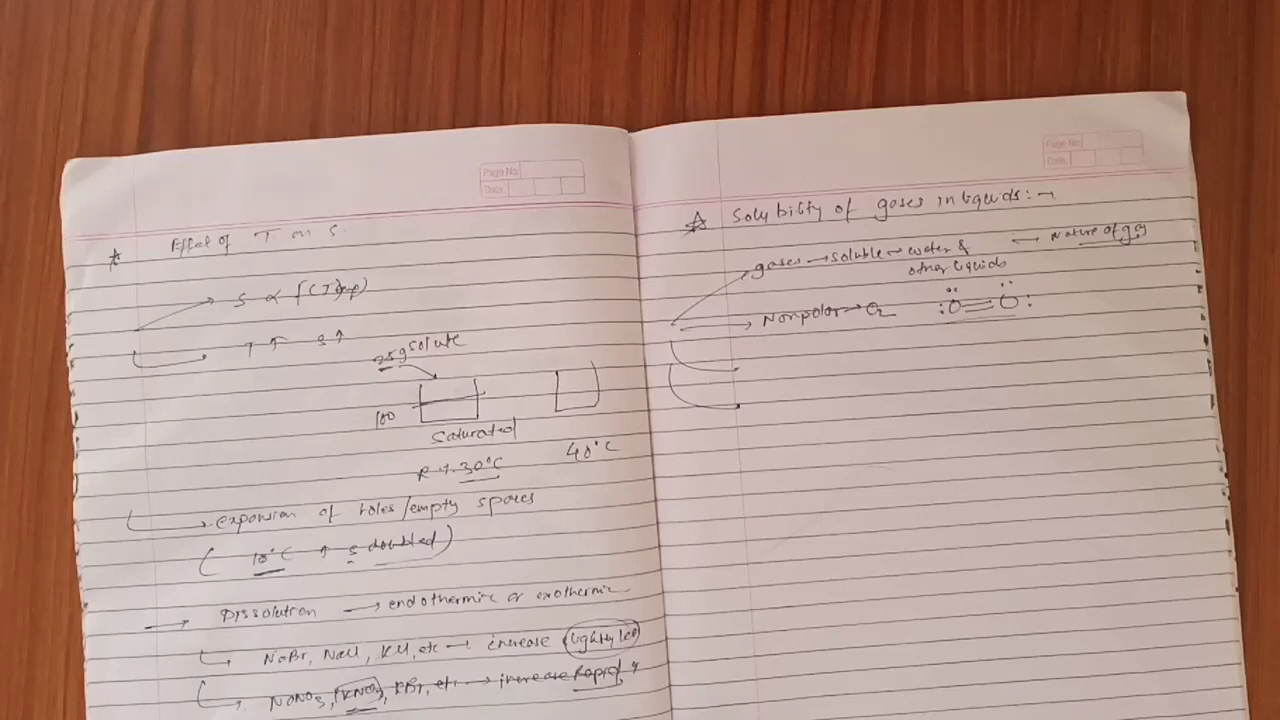 Page No:
Date:
Effect of T on S
S ∝ f(Temp)
T ↑ S ↑
25g solute
100
Saturated
R.T. 30°C
40°C
→ expansion of holes/empty spaces
( 10°C ↑ S doubled )
→ Dissolution → endothermic or exothermic
NaBr, NaCl, KCl, etc → increase
NaNO3, KNO3, KBr, etc → increase Rapid
Page No:
Date:
Solubility of gases in liquids:→
gases → soluble → water &
other liquids
Nature of gas
Nonpolar → O2 :O=O: